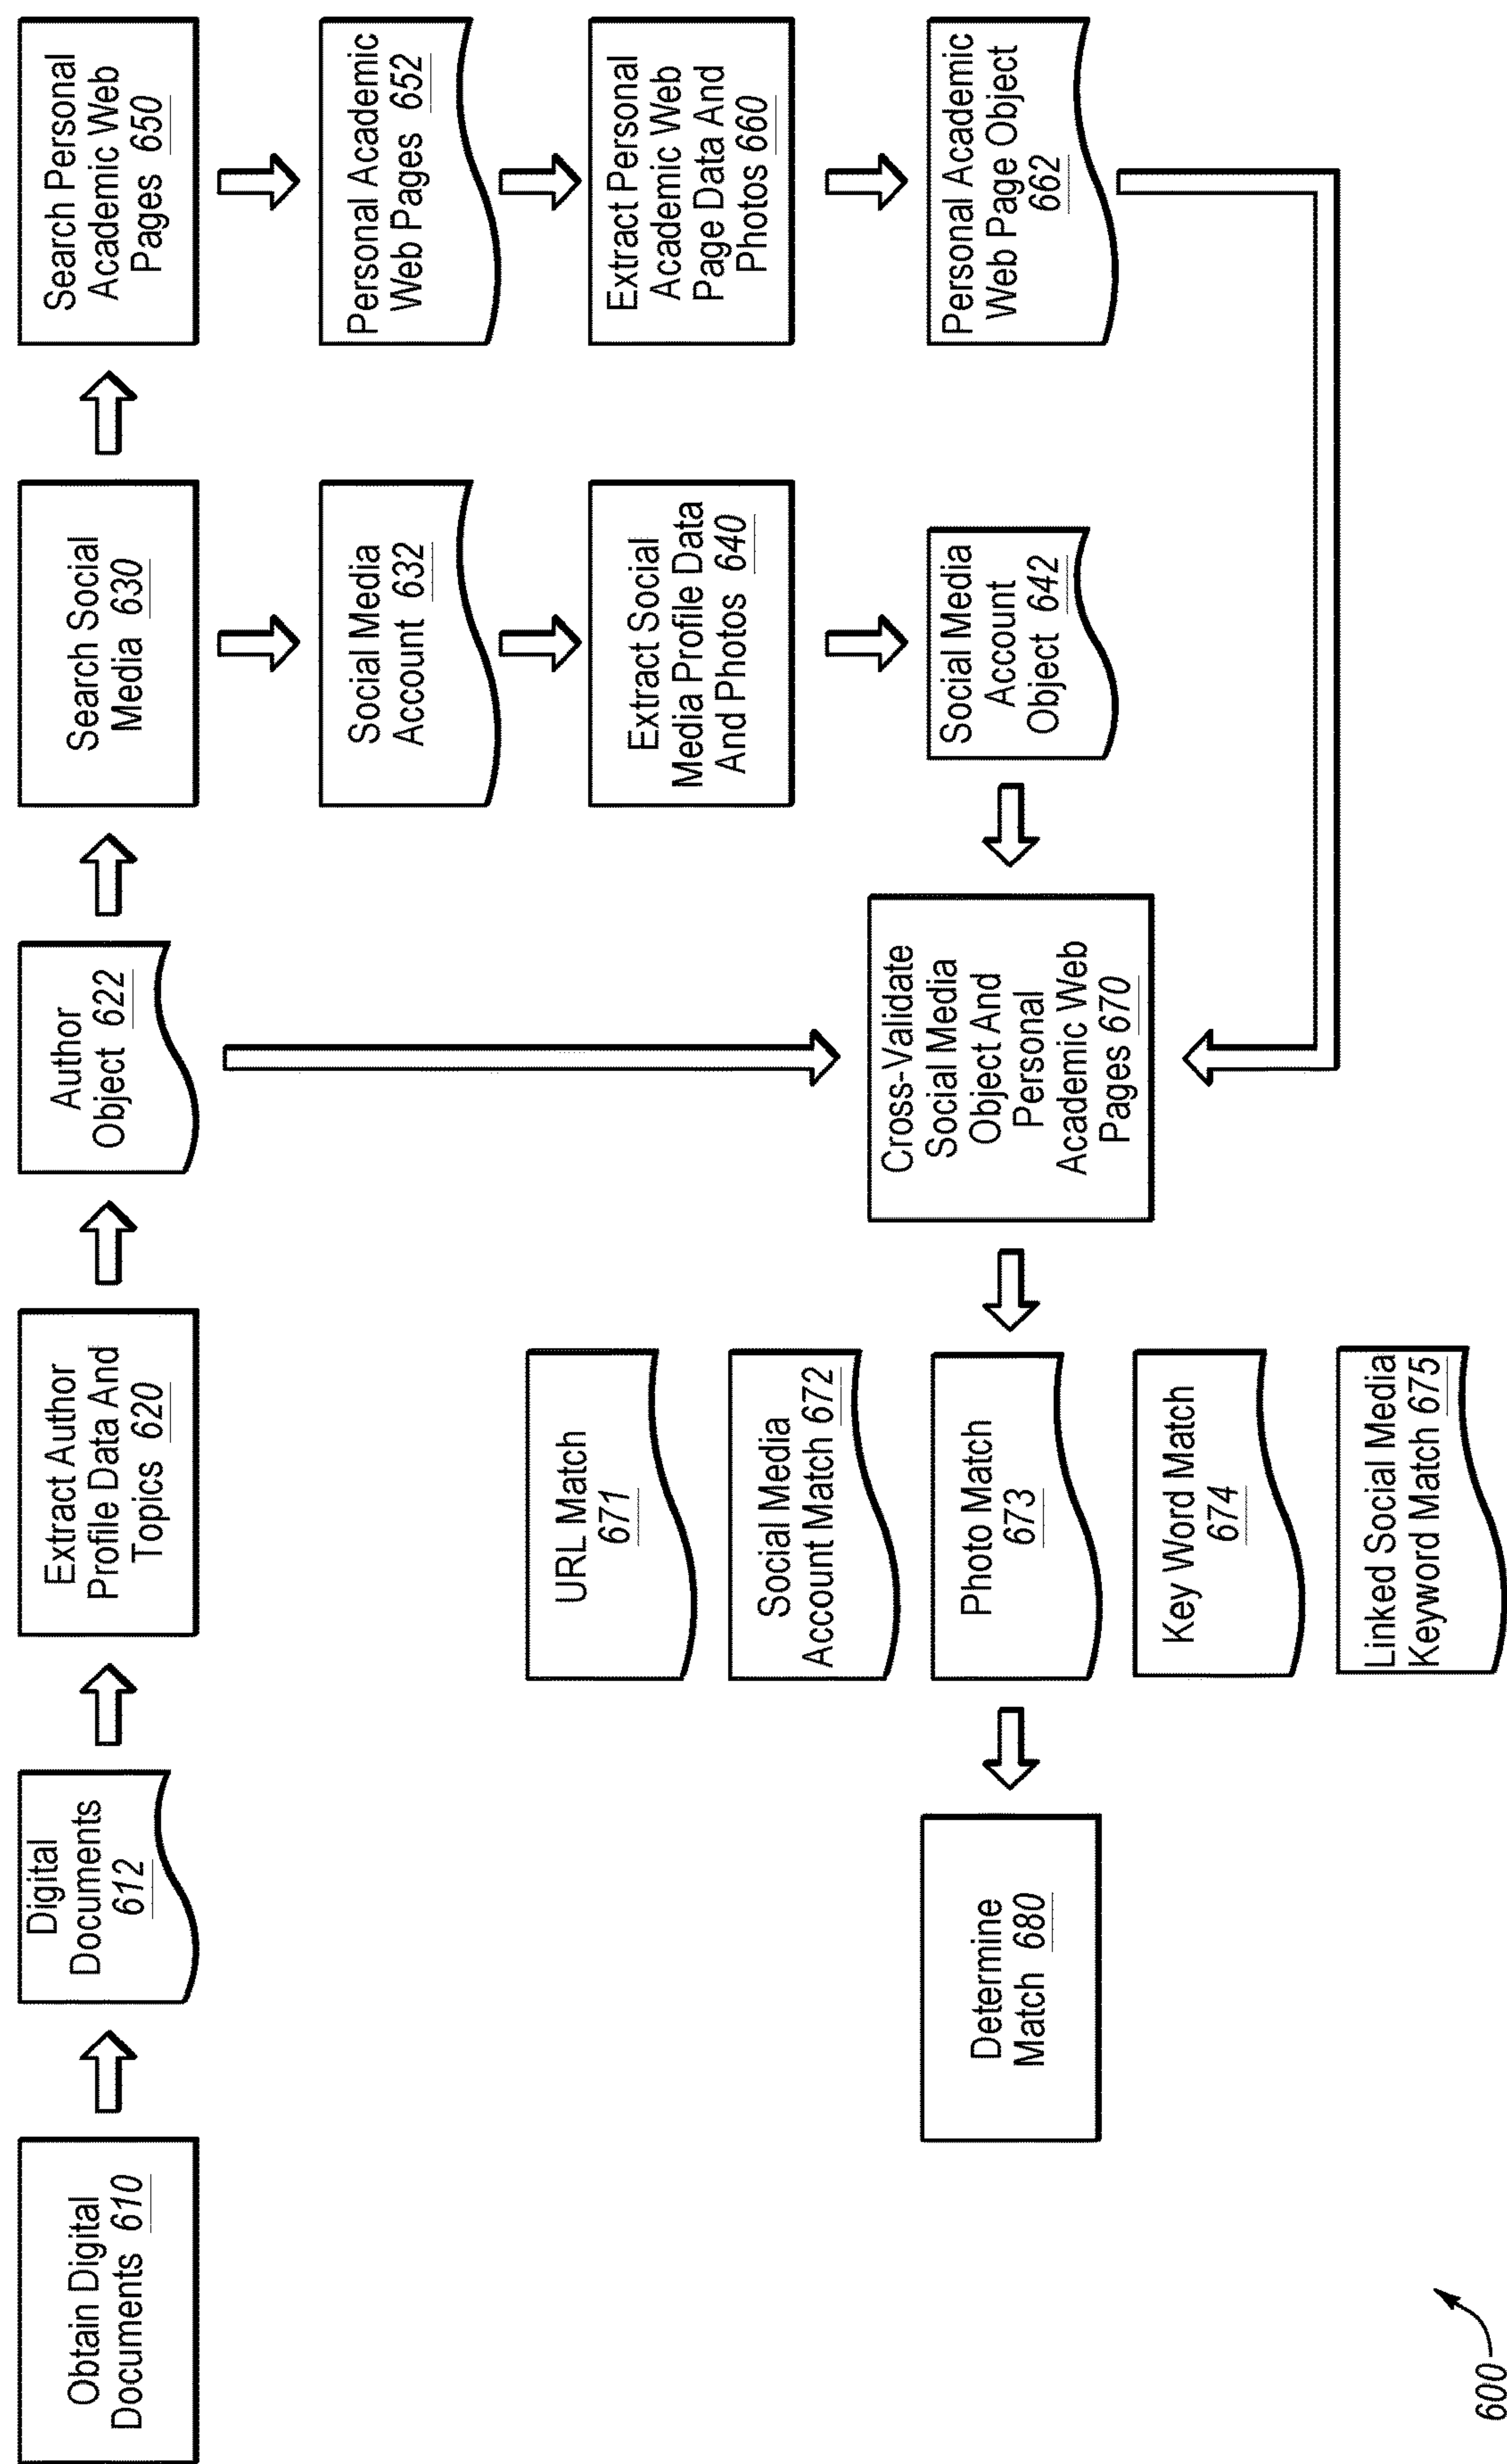 Obtain Digital
Documents 610
Digital
Documents
612
Extract Author
Profile Data And
Topics 620
Author
Object 622
Search Social
Media 630
Search Personal
Academic Web
Pages 650
Social Media
Account 632
Personal Academic
Web Pages 652
Extract Social
Media Profile Data
And Photos 640
Extract Personal
Academic Web
Page Data And
Photos 660
Social Media
Account
Object 642
Personal Academic
Web Page Object
662
Cross-Validate
Social Media
Object And
Personal
Academic Web
Pages 670
URL Match
671
Social Media
Account Match 672
Photo Match
673
Key Word Match
674
Linked Social Media
Keyword Match 675
Determine
Match 680
600